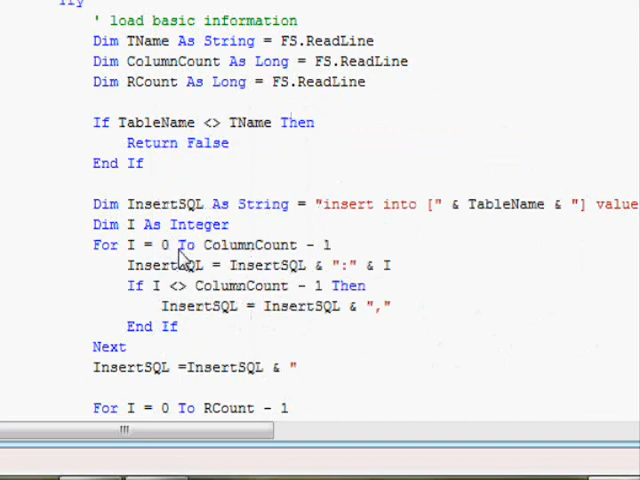 Try
' load basic information
Dim TName As String = FS.ReadLine
Dim ColumnCount As Long = FS.ReadLine
Dim RCount As Long = FS.ReadLine
If TableName <> TName Then
Return False
End If
Dim InsertSQL As String = "insert into [" & TableName & "] value
Dim I As Integer
For I = 0 To ColumnCount - 1
InsertSQL = InsertSQL & ":" & I
If I <> ColumnCount - 1 Then
InsertSQL = InsertSQL & ","
End If
Next
InsertSQL =InsertSQL & "
For I = 0 To RCount - 1